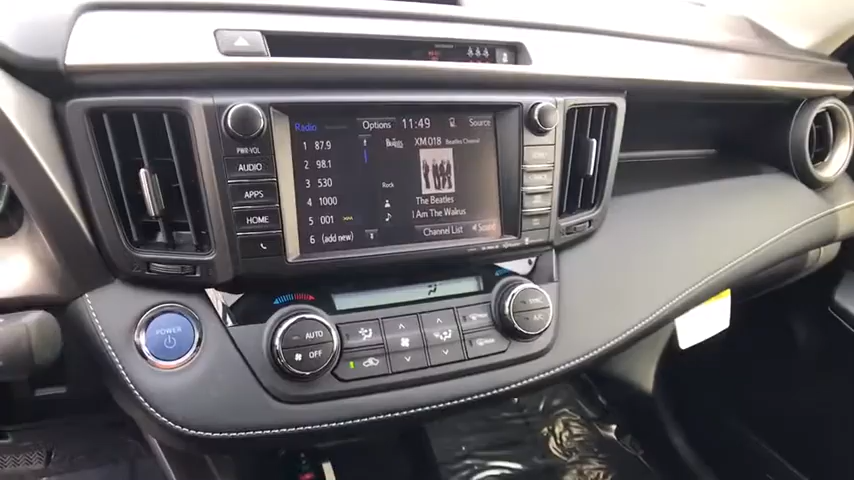 Radio
Options
11:49
Source
1 87.9
2 98.1
3 530
4 1000
5 001
6 (add new)
XM018
Beatles Channel
Rock
The Beatles
I Am The Walrus
Channel List
Sound
PWR·VOL
AUDIO
APPS
HOME
POWER
AUTO
OFF
SYNC
A/C